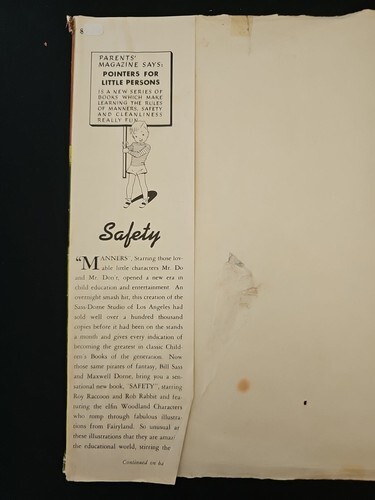 8
PARENTS'
MAGAZINE SAYS:
POINTERS FOR
LITTLE PERSONS
IS A NEW SERIES OF
BOOKS WHICH MAKE
LEARNING THE RULES
OF MANNERS, SAFETY
AND CLEANLINESS
REALLY FUN
Safety
"MANNERS", Starring those lov-
able little characters Mr. Do
and Mr. Don't, opened a new era in
child education and entertainment. An
overnight smash hit, this creation of the
Sass-Dorne Studio of Los Angeles had
sold well over a hundred thousand
copies before it had been on the stands
a month and gives every indication of
becoming the greatest in classic Child-
ren's Books of the generation. Now
these same pirates of fantasy, Bill Sass
and Maxwell Dorne, bring you a sen-
sational new book, "SAFETY", starring
Roy Raccoon and Rob Rabbit and fea-
turing the elfin Woodland Characters
who romp through fabulous illustra-
tions from Fairyland. So unusual are
these illustrations that they are
the educational world, stirring the
Continued on